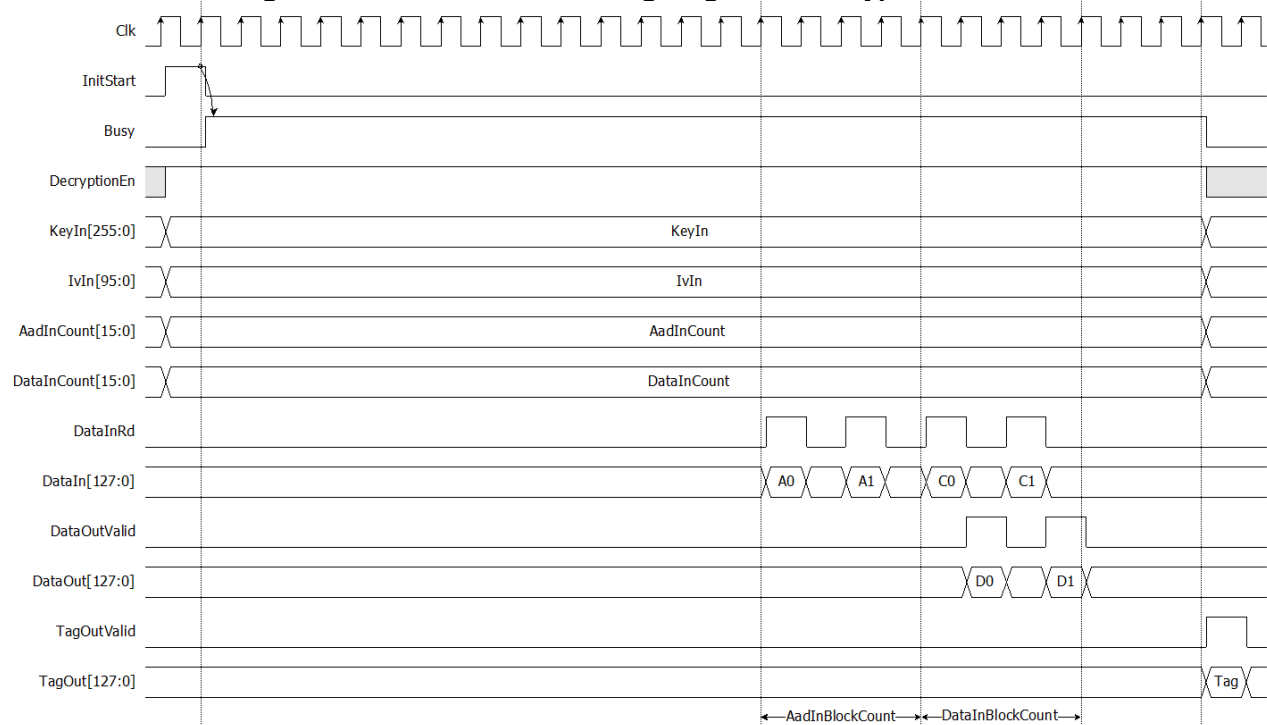 Clk
InitStart
Busy
DecryptionEn
KeyIn[255:0] KeyIn
IvIn[95:0] IvIn
AadInCount[15:0] AadInCount
DataInCount[15:0] DataInCount
DataInRd
DataIn[127:0] A0 A1 C0 C1
DataOutValid
DataOut[127:0] D0 D1
TagOutValid
TagOut[127:0] Tag
AadInBlockCount DataInBlockCount